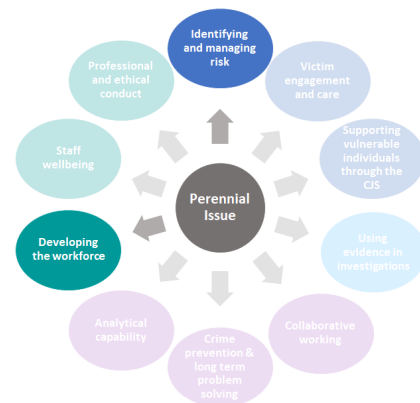 Identifying
and managing
risk
Victim
engagement
and care
Supporting
vulnerable
individuals
through the
CJS
Using
evidence in
investigations
Collaborative
working
Crime
prevention &
long term
problem
solving
Analytical
capability
Developing
the workforce
Staff
wellbeing
Professional
and ethical
conduct
Perennial
Issue